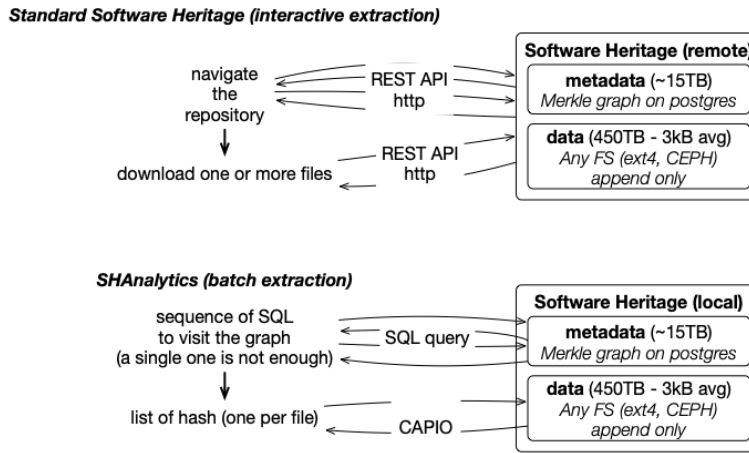 Standard Software Heritage (interactive extraction)
navigate
the
repository
download one or more files
REST API
http
REST API
http
Software Heritage (remote)
metadata (~15TB)
Merkle graph on postgres
data (450TB - 3kB avg)
Any FS (ext4, CEPH)
append only
SHAnalytics (batch extraction)
sequence of SQL
to visit the graph
(a single one is not enough)
list of hash (one per file)
SQL query
CAPIO
Software Heritage (local)
metadata (~15TB)
Merkle graph on postgres
data (450TB - 3kB avg)
Any FS (ext4, CEPH)
append only